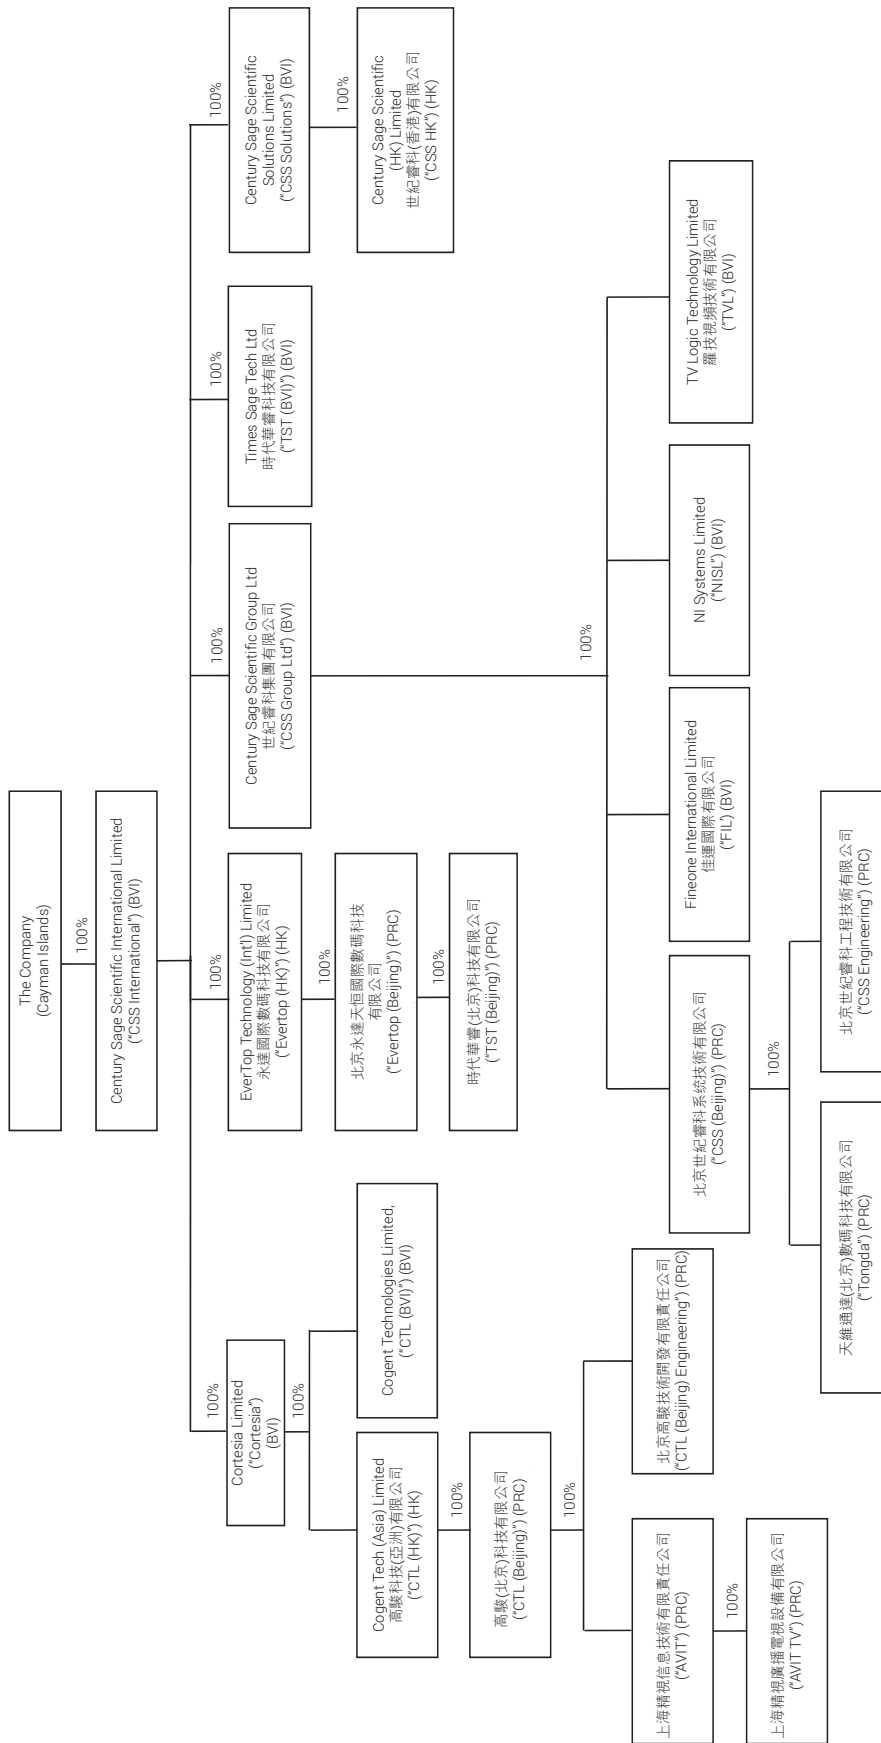 The Company
(Cayman Islands)
100%
Century Sage Scientific International Limited
("CSS International") (BVI)
100%
Cortesia Limited
("Cortesia")
(BVI)
100%
EverTop Technology (Int'l) Limited
永達國際數碼科技有限公司
("Evertop (HK)") (HK)
100%
Century Sage Scientific Group Ltd
世紀睿科集團有限公司
("CSS Group Ltd") (BVI)
100%
Times Sage Tech Ltd
時代華睿科技有限公司
("TST (BVI)") (BVI)
100%
Century Sage Scientific
Solutions Limited
("CSS Solutions") (BVI)
100%
Cogent Tech (Asia) Limited
高駿科技(亞洲)有限公司
("CTL (HK)") (HK)
Cogent Technologies Limited,
("CTL (BVI)") (BVI)
100%
北京永達天恒國際數碼科技
有限公司
("Evertop (Beijing)") (PRC)
100%
Century Sage Scientific
(HK) Limited
世紀睿科(香港)有限公司
("CSS HK") (HK)
100%
高駿(北京)科技有限公司
("CTL (Beijing)") (PRC)
100%
時代華睿(北京)科技有限公司
("TST (Beijing)") (PRC)
100%
100%
上海精視信息技術有限責任公司
("AVIT") (PRC)
北京高駿技術開發有限責任公司
("CTL (Beijing) Engineering") (PRC)
北京世紀睿科系統技術有限公司
("CSS (Beijing)") (PRC)
Fineone International Limited
佳運國際有限公司
("FIL") (BVI)
NI Systems Limited
("NISL") (BVI)
TV Logic Technology Limited
羅技視頻技術有限公司
("TVL") (BVI)
100%
上海精視廣播電視設備有限公司
("AVIT TV") (PRC)
100%
天維通達(北京)數碼科技有限公司
("Tongda") (PRC)
北京世紀睿科工程技術有限公司
("CSS Engineering") (PRC)